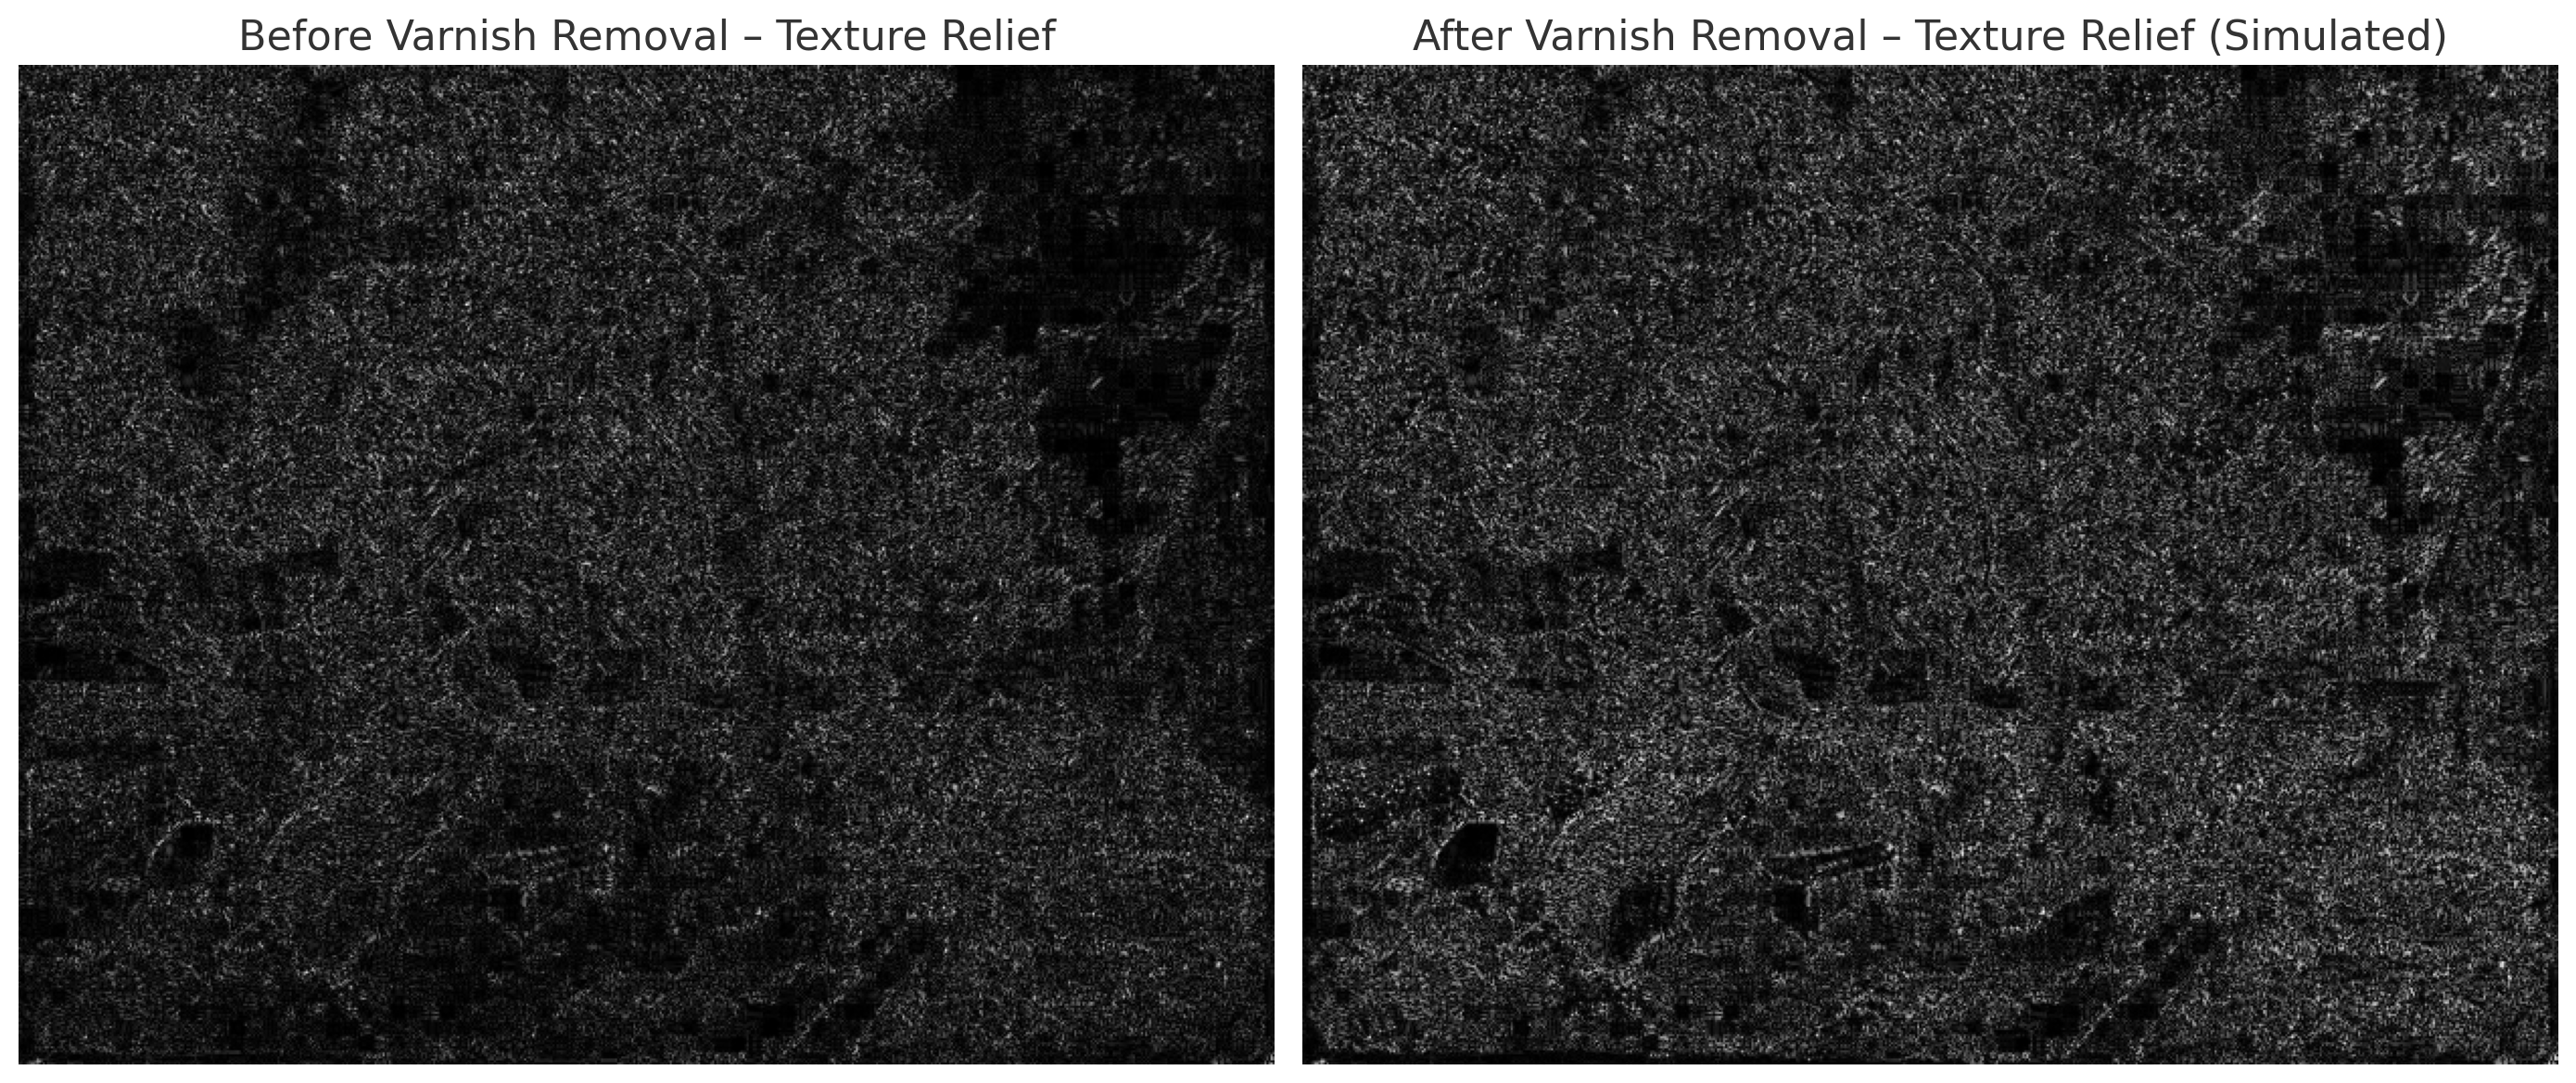 Before Varnish Removal – Texture Relief
After Varnish Removal – Texture Relief (Simulated)